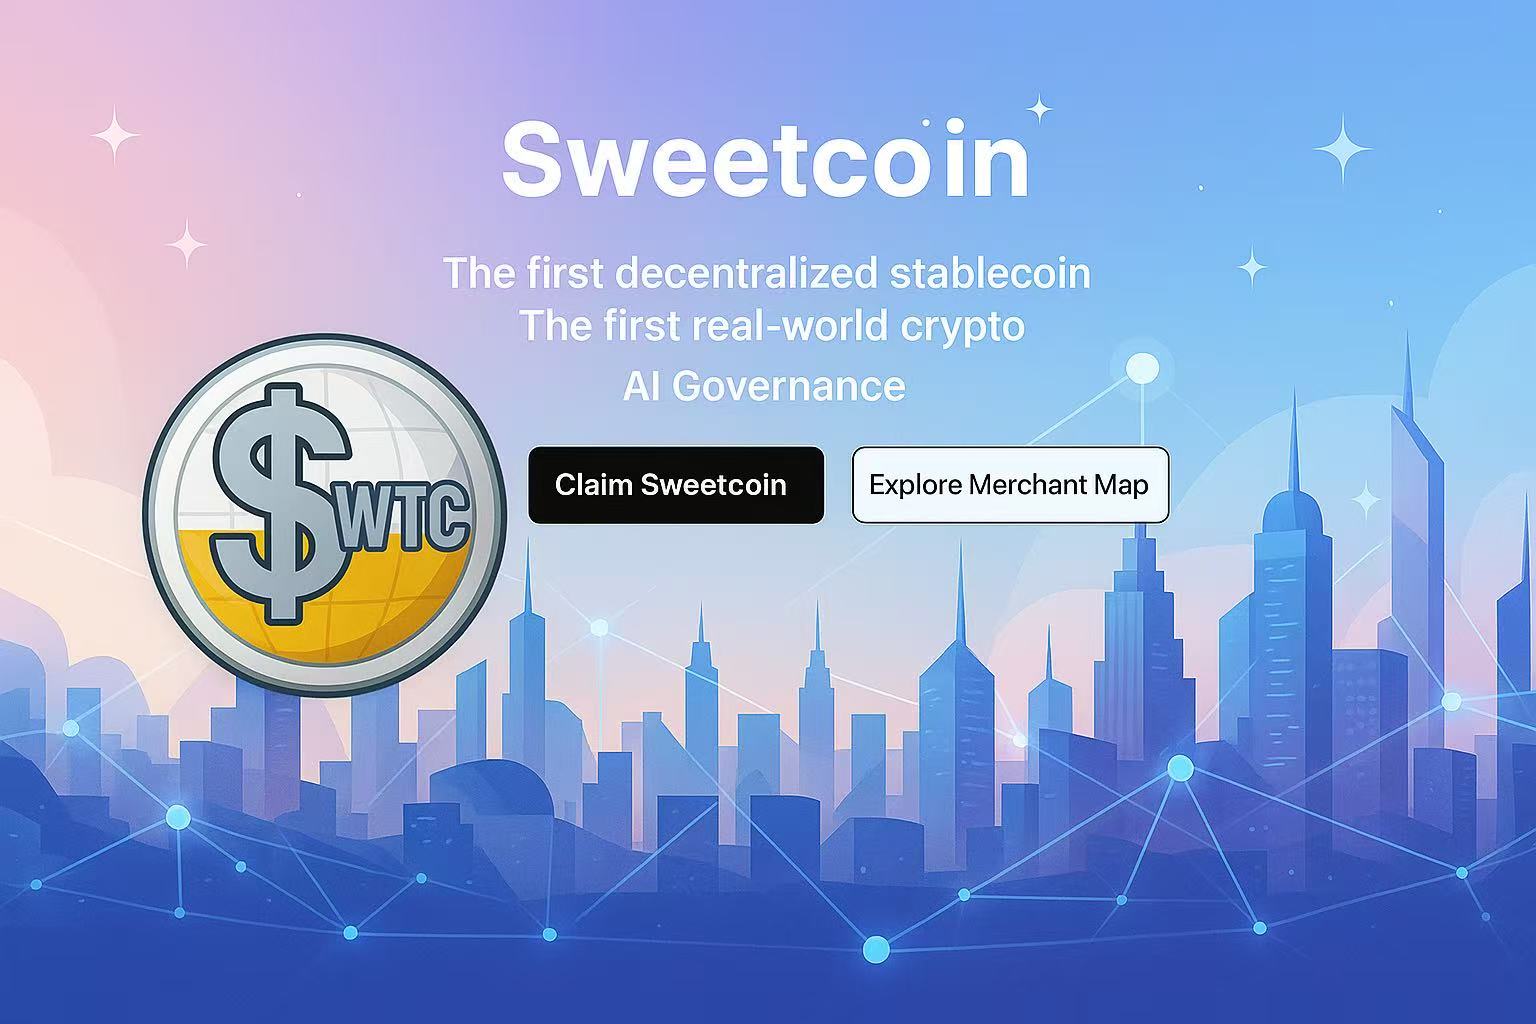 Sweetcoin
The first decentralized stablecoin
The first real-world crypto
AI Governance
$WTC
Claim Sweetcoin
Explore Merchant Map